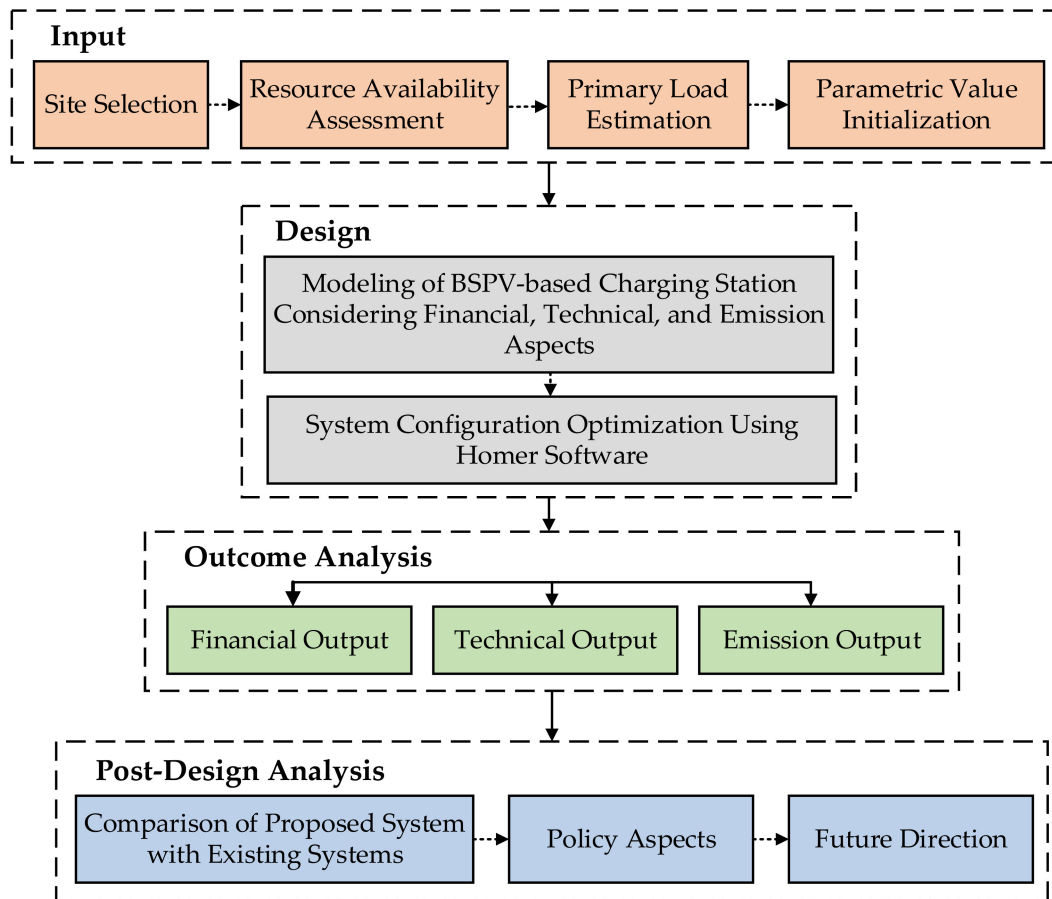 Input
Site Selection
Resource Availability
Assessment
Primary Load
Estimation
Parametric Value
Initialization
Design
Modeling of BSPV-based Charging Station
Considering Financial, Technical, and Emission
Aspects
System Configuration Optimization Using
Homer Software
Outcome Analysis
Financial Output
Technical Output
Emission Output
Post-Design Analysis
Comparison of Proposed System
with Existing Systems
Policy Aspects
Future Direction